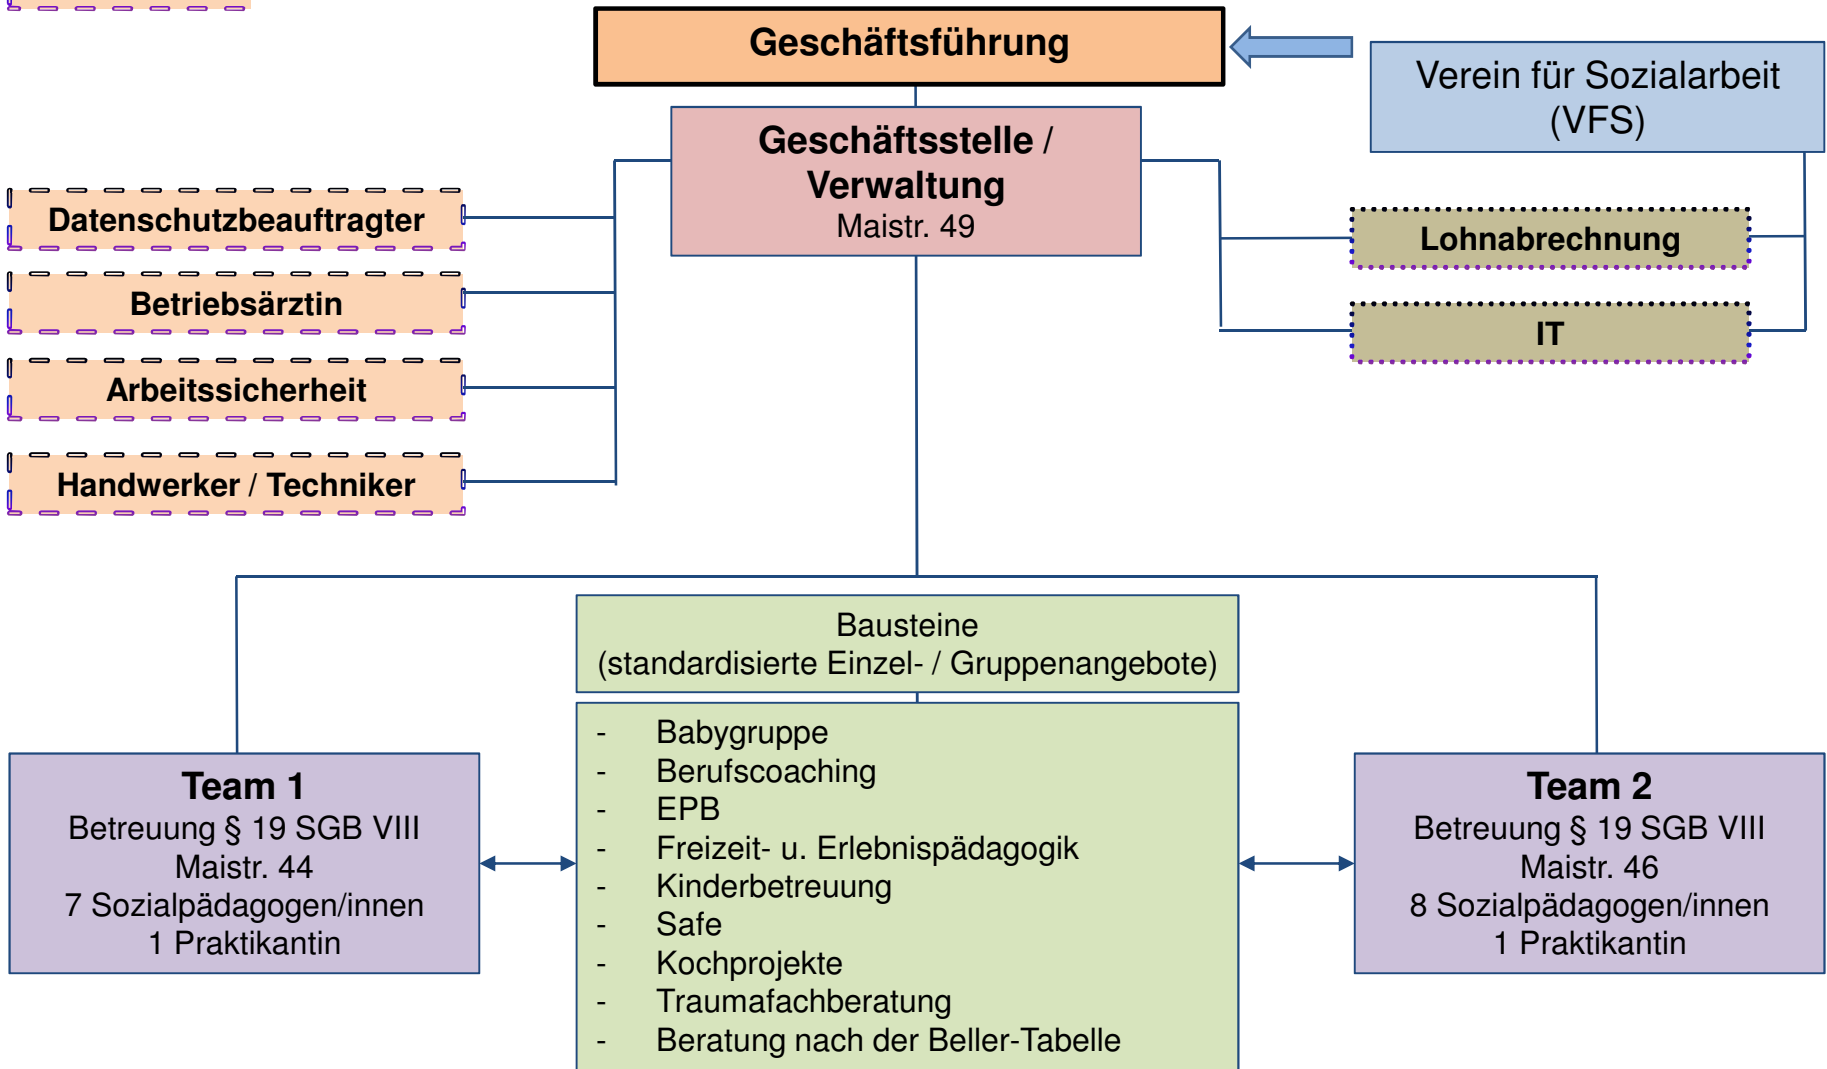 Geschäftsführung
Verein für Sozialarbeit
(VFS)
Geschäftsstelle /
Verwaltung
Maistr. 49
Datenschutzbeauftragter
Betriebsärztin
Arbeitssicherheit
Handwerker / Techniker
Lohnabrechnung
IT
Bausteine
(standardisierte Einzel- / Gruppenangebote)
- Babygruppe
- Berufscoaching
- EPB
- Freizeit- u. Erlebnispädagogik
- Kinderbetreuung
- Safe
- Kochprojekte
- Traumafachberatung
- Beratung nach der Beller-Tabelle
Team 1
Betreuung § 19 SGB VIII
Maistr. 44
7 Sozialpädagogen/innen
1 Praktikantin
Team 2
Betreuung § 19 SGB VIII
Maistr. 46
8 Sozialpädagogen/innen
1 Praktikantin